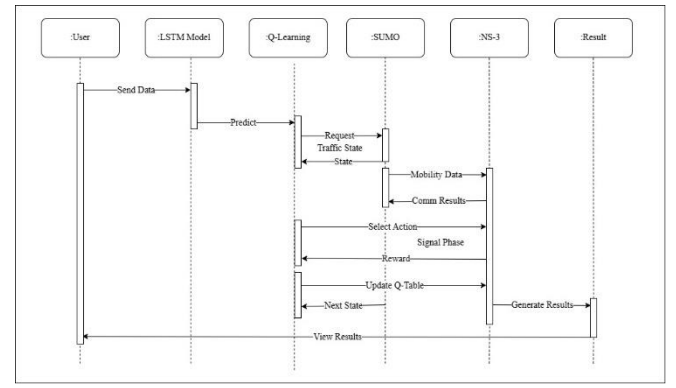 :User
:LSTM Model
:Q-Learning
:SUMO
:NS-3
:Result
Send Data
Predict
Request
Traffic State
State
Mobility Data
Comm Results
Select Action
Signal Phase
Reward
Update Q-Table
Next State
Generate Results
View Results